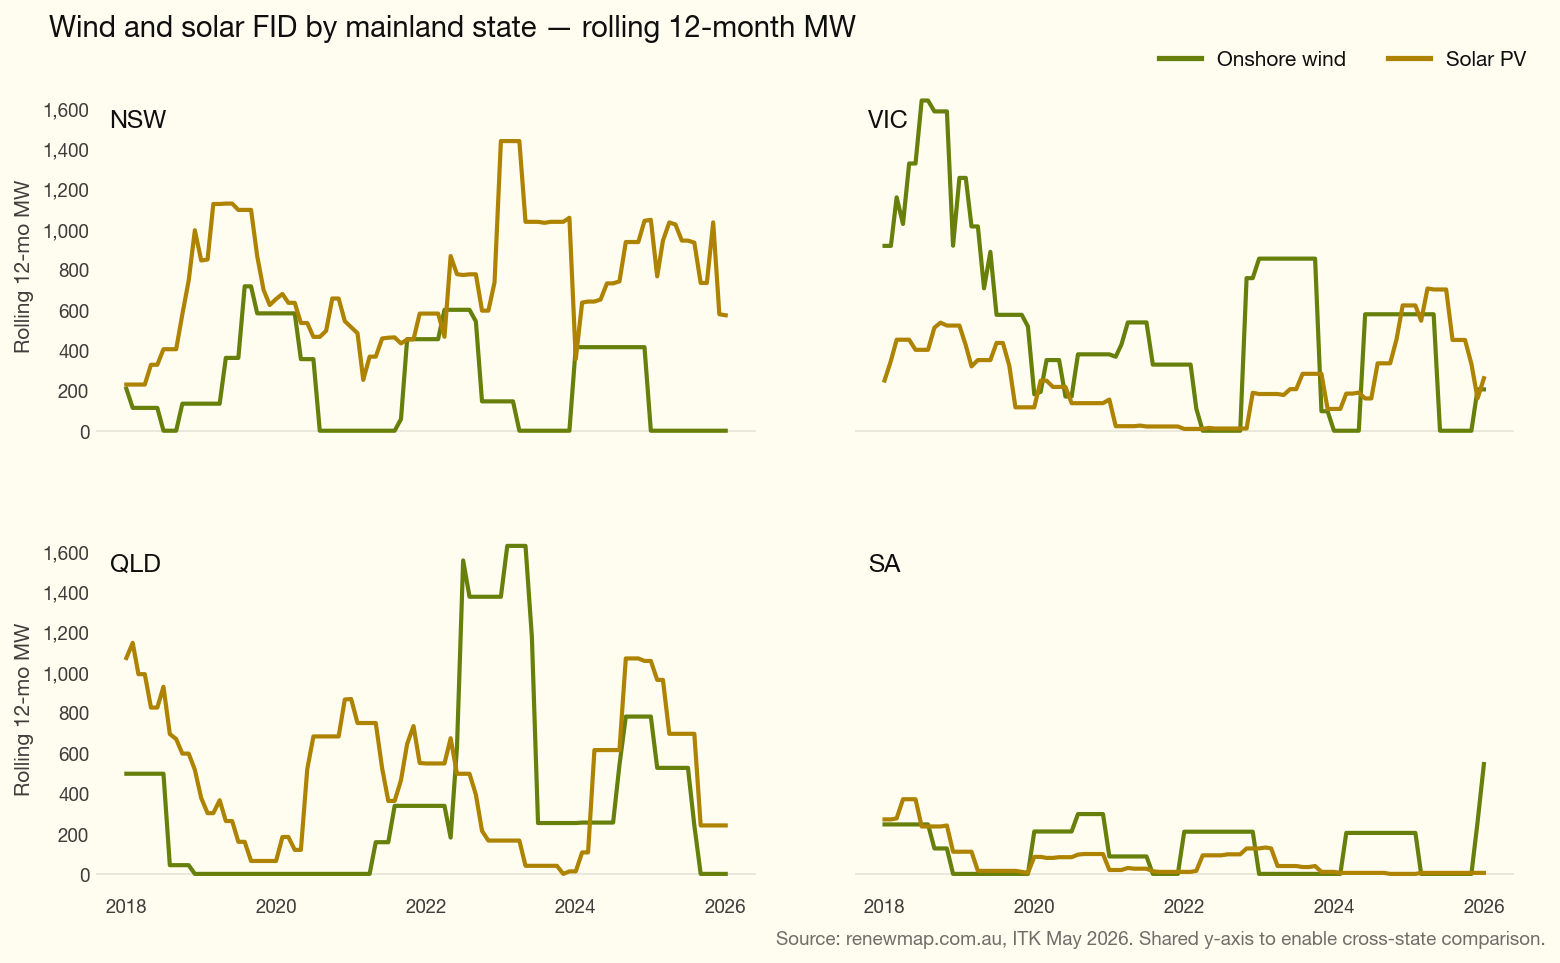 Wind and solar FID by mainland state — rolling 12-month MW
Onshore wind
Solar PV
NSW
VIC
Rolling 12-mo MW
1,600
1,400
1,200
1,000
800
600
400
200
0
QLD
SA
Rolling 12-mo MW
1,600
1,400
1,200
1,000
800
600
400
200
0
2018 2020 2022 2024 2026
2018 2020 2022 2024 2026
Source: renewmap.com.au, ITK May 2026. Shared y-axis to enable cross-state comparison.